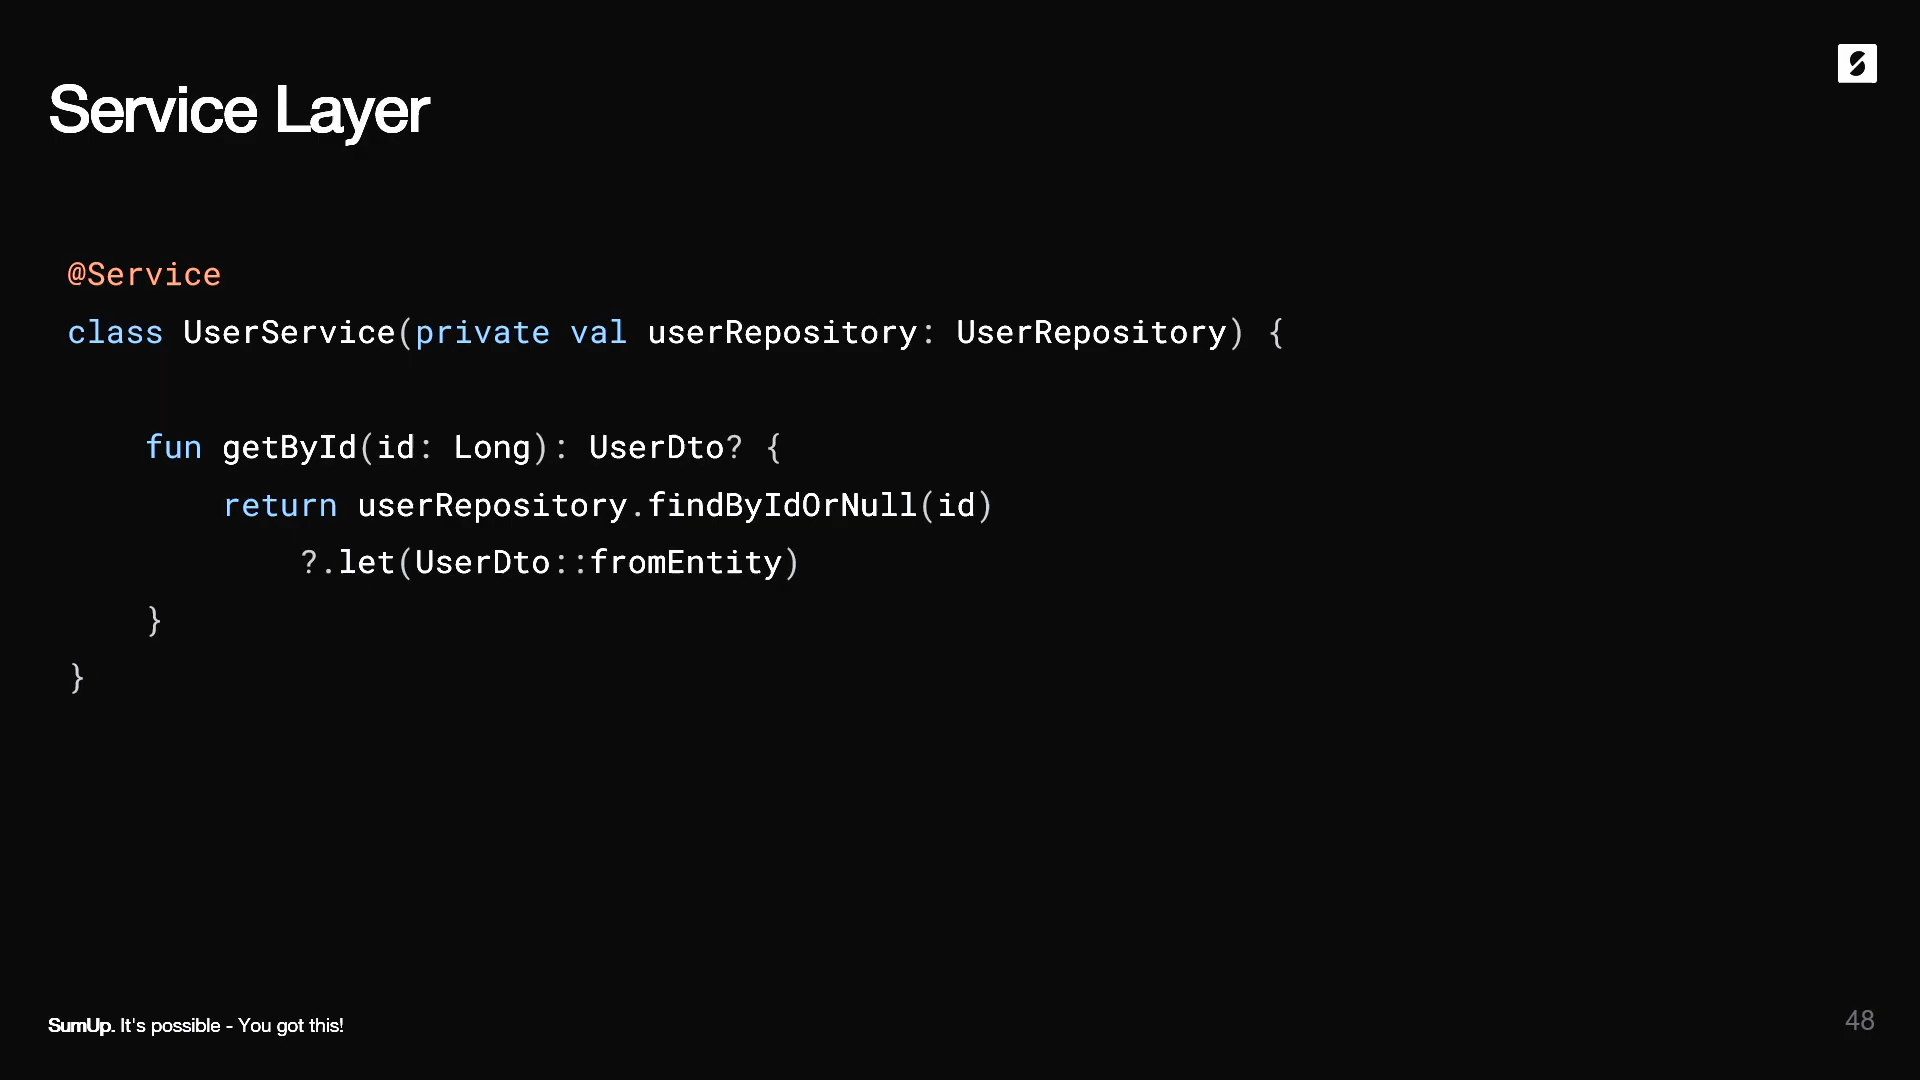 Service Layer
@Service
class UserService(private val userRepository: UserRepository) {
fun getById(id: Long): UserDto? {
return userRepository.findByIdOrNull(id)
?.let(UserDto::fromEntity)
}
}
SumUp. It's possible - You got this!
48